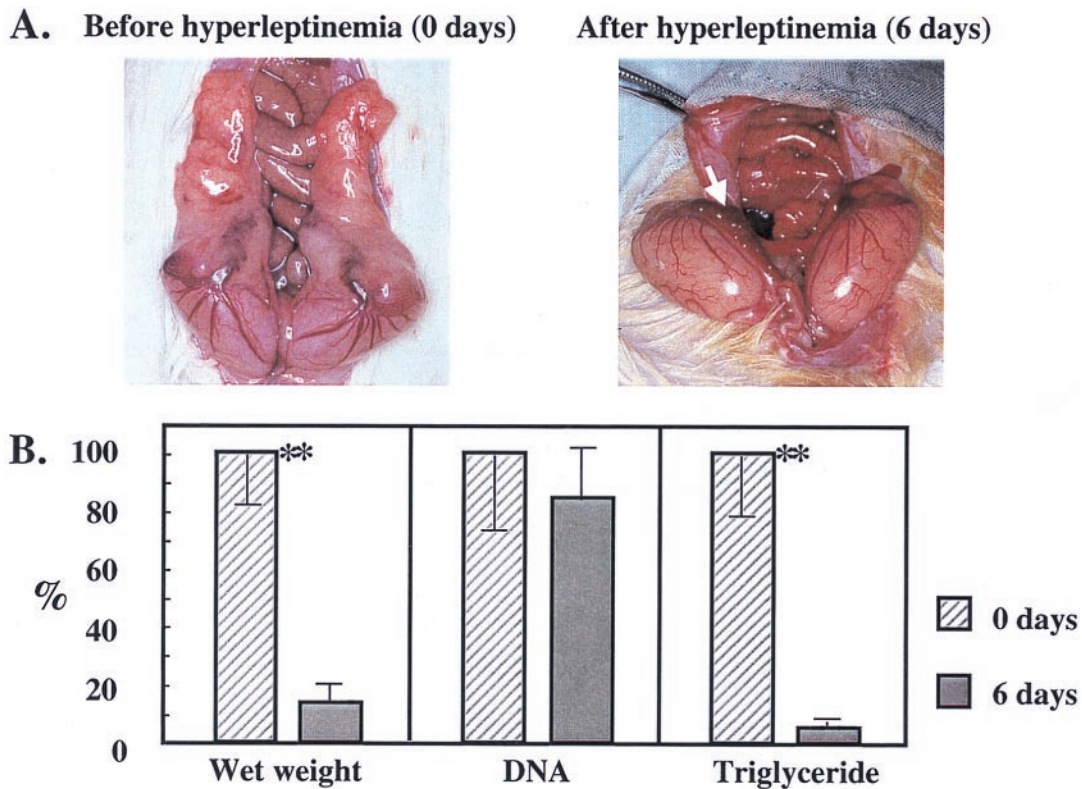 A. Before hyperleptinemia (0 days) After hyperleptinemia (6 days)
B. 100
80
60
%
40
20
0
**
**
0 days
6 days
Wet weight DNA Triglyceride